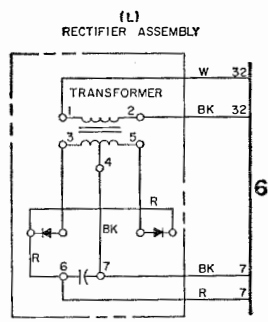 (L)
RECTIFIER ASSEMBLY
W 32
TRANSFORMER
1 2 BK 32
3 5
4
R
BK
R
6 7 BK 7
R 7
6